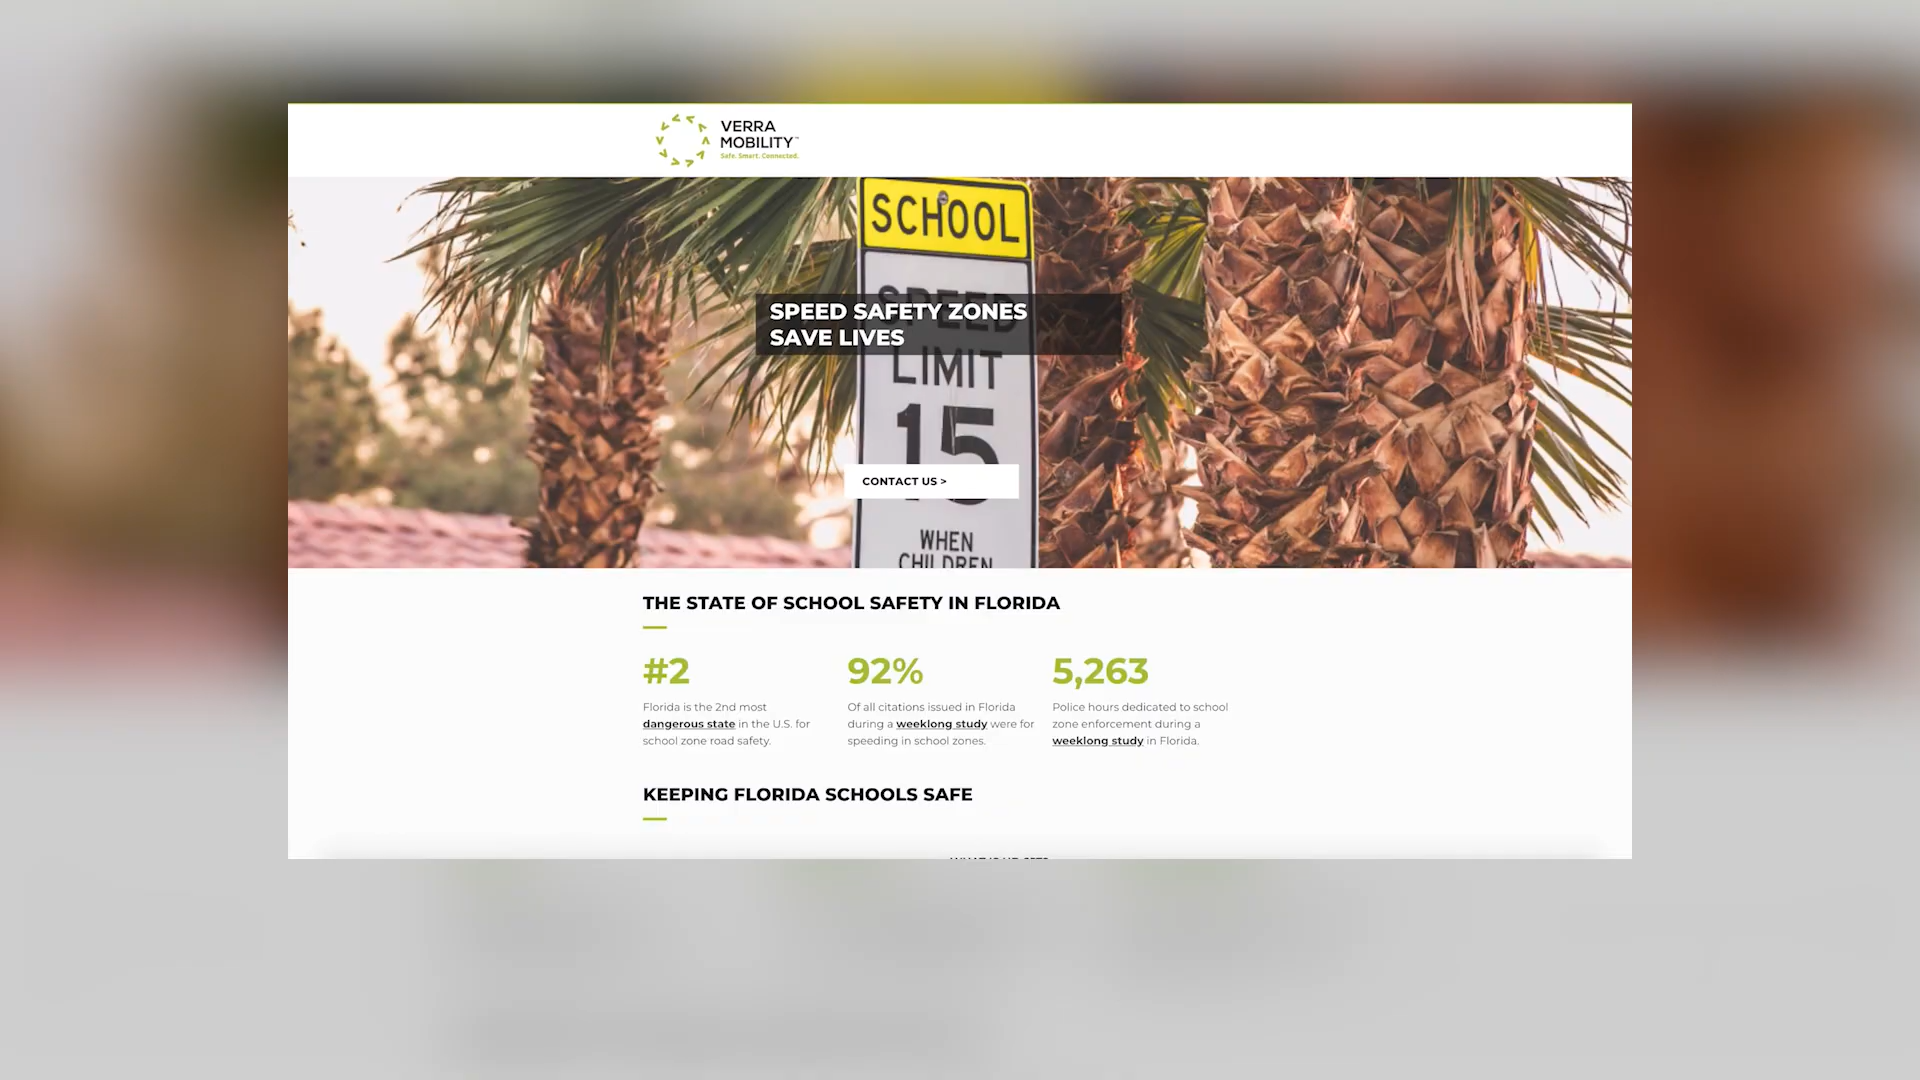 VERRA
MOBILITY™
Safe. Smart. Connected.
SCHOOL
SPEED
SPEED SAFETY ZONES
SAVE LIVES
LIMIT
15
CONTACT US >
WHEN
CHILDREN
THE STATE OF SCHOOL SAFETY IN FLORIDA
#2
Florida is the 2nd most
dangerous state in the U.S. for
school zone road safety.
92%
Of all citations issued in Florida
during a weeklong study were for
speeding in school zones.
5,263
Police hours dedicated to school
zone enforcement during a
weeklong study in Florida.
KEEPING FLORIDA SCHOOLS SAFE